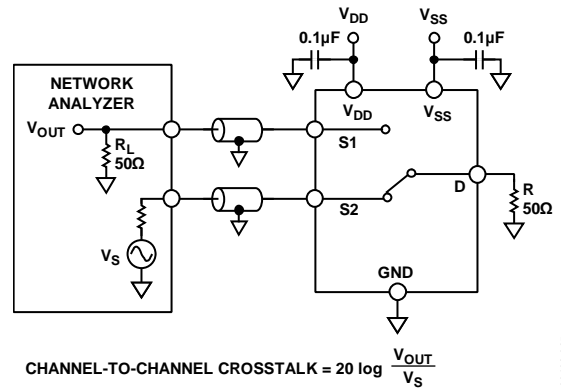 V_DD
V_SS
0.1µF
0.1µF
NETWORK
ANALYZER
V_OUT
R_L
50Ω
V_S
V_DD
V_SS
S1
S2
D
R
50Ω
GND
CHANNEL-TO-CHANNEL CROSSTALK = 20 log V_OUT / V_S